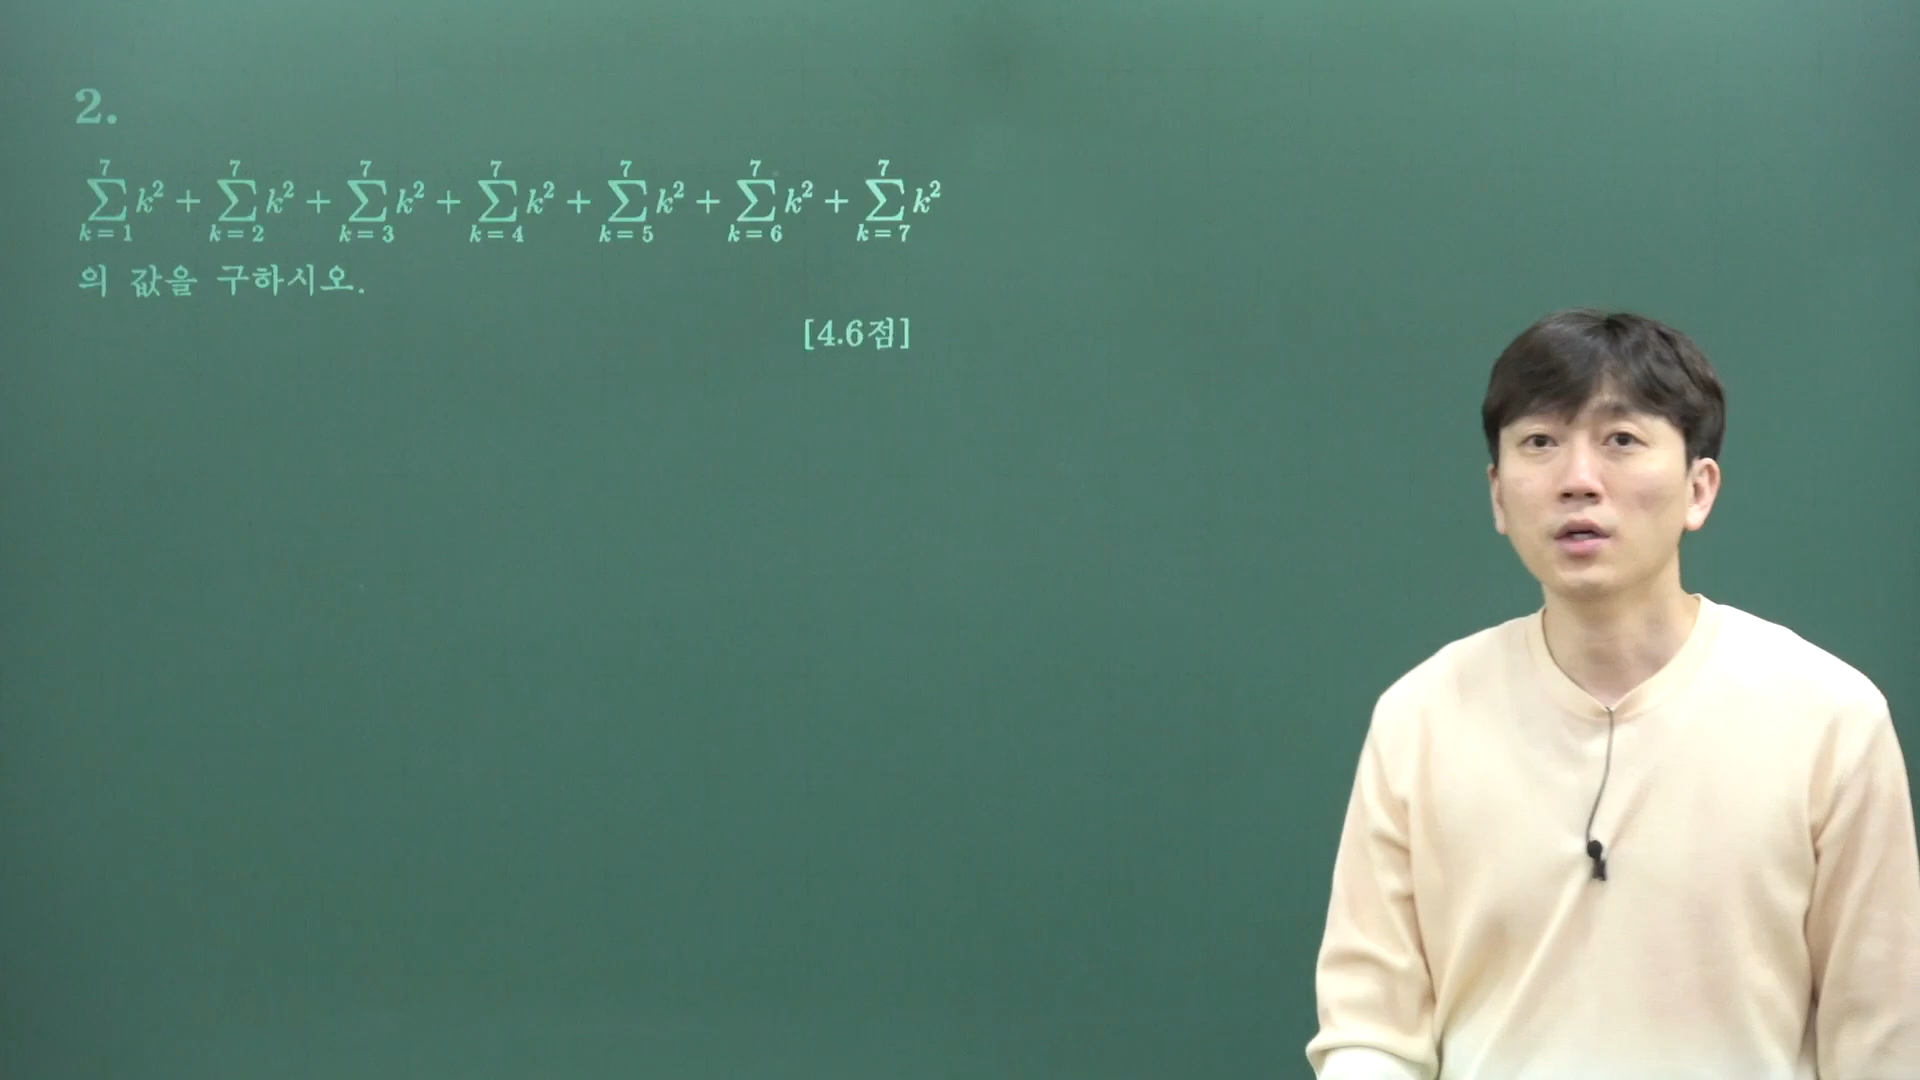 2.
\sum_{k=1}^{7} k^2 + \sum_{k=2}^{7} k^2 + \sum_{k=3}^{7} k^2 + \sum_{k=4}^{7} k^2 + \sum_{k=5}^{7} k^2 + \sum_{k=6}^{7} k^2 + \sum_{k=7}^{7} k^2
의 값을 구하시오.
[4.6점]